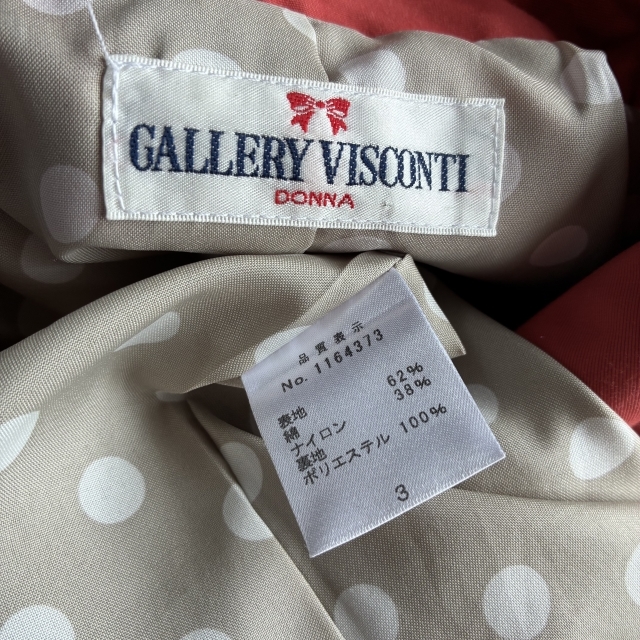 GALLERY VISCONTI
DONNA
品質表示
No. 1164373
表地
綿 62%
ナイロン 38%
裏地
ポリエステル 100%
3